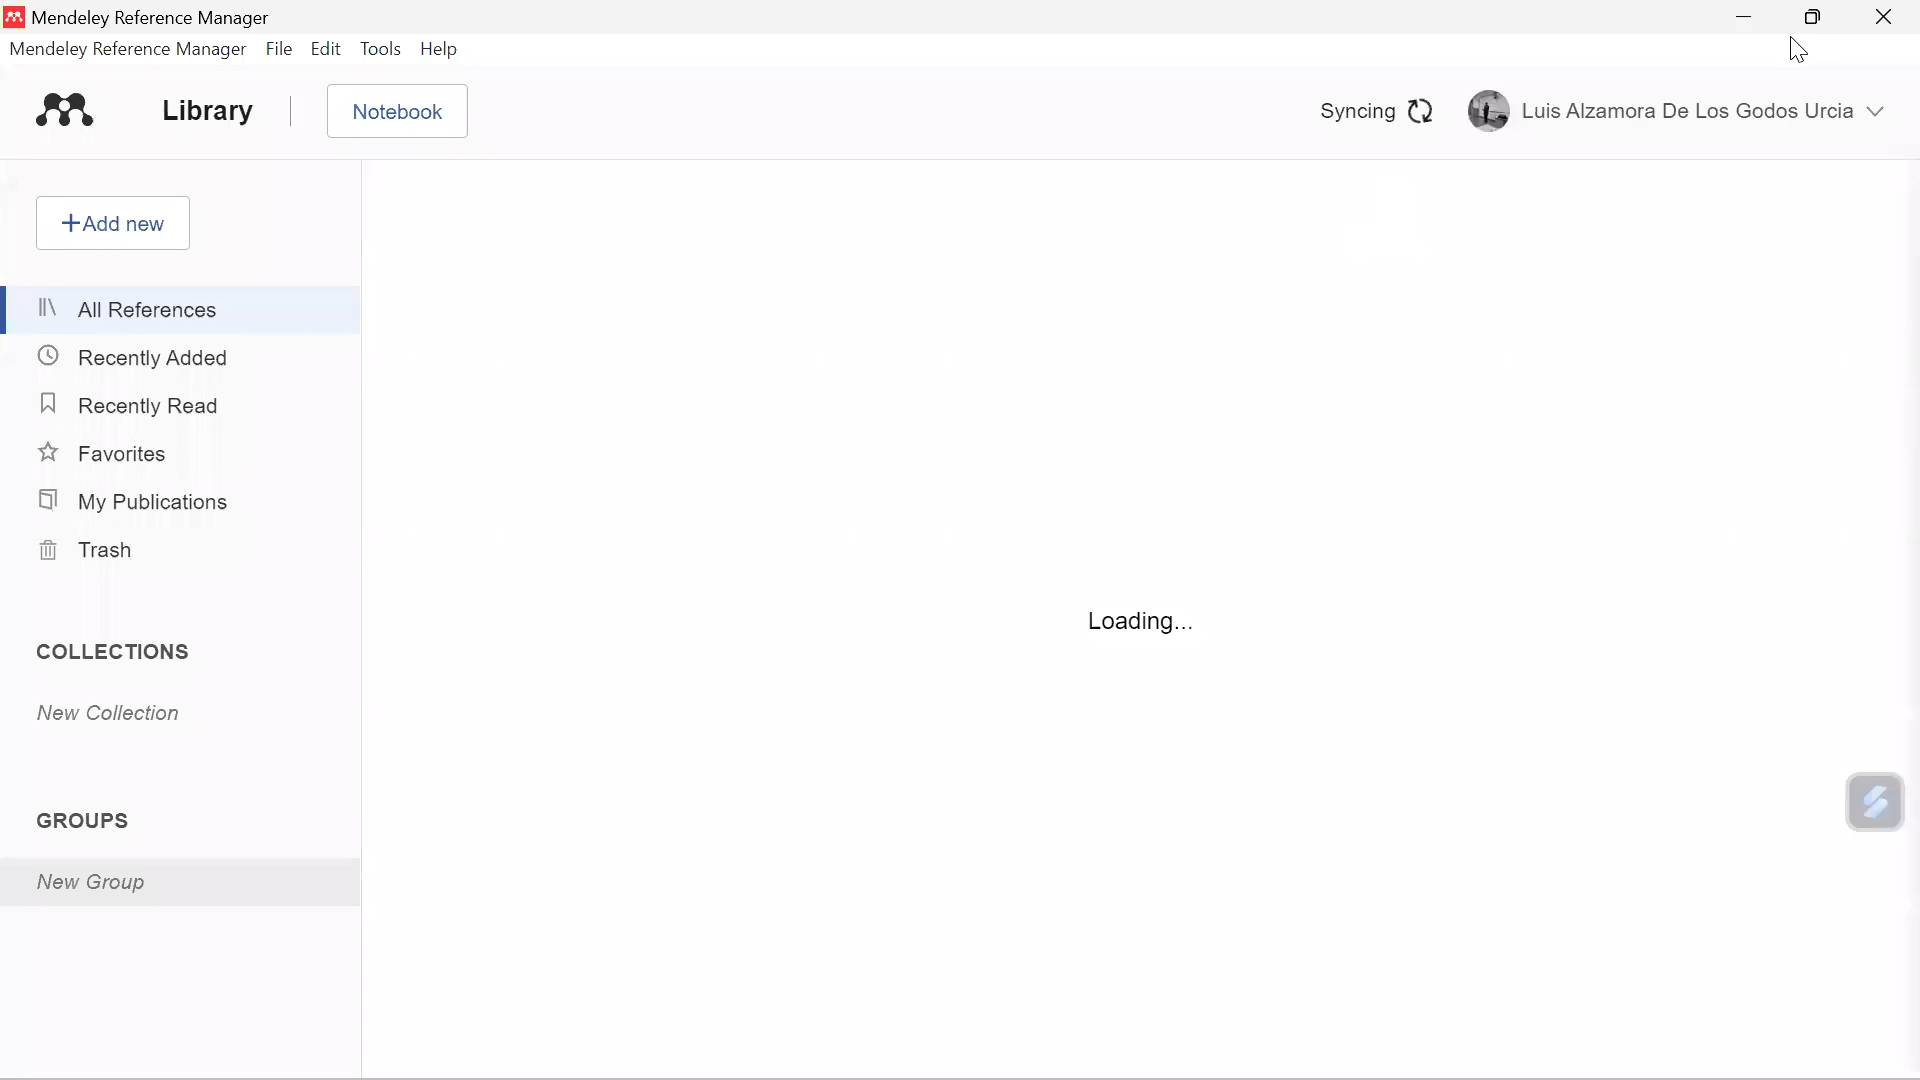 Mendeley Reference Manager
Mendeley Reference Manager File Edit Tools Help
Library
Notebook
Syncing
Luis Alzamora De Los Godos Urcia
+Add new
All References
Recently Added
Recently Read
Favorites
My Publications
Trash
Loading...
COLLECTIONS
New Collection
GROUPS
New Group